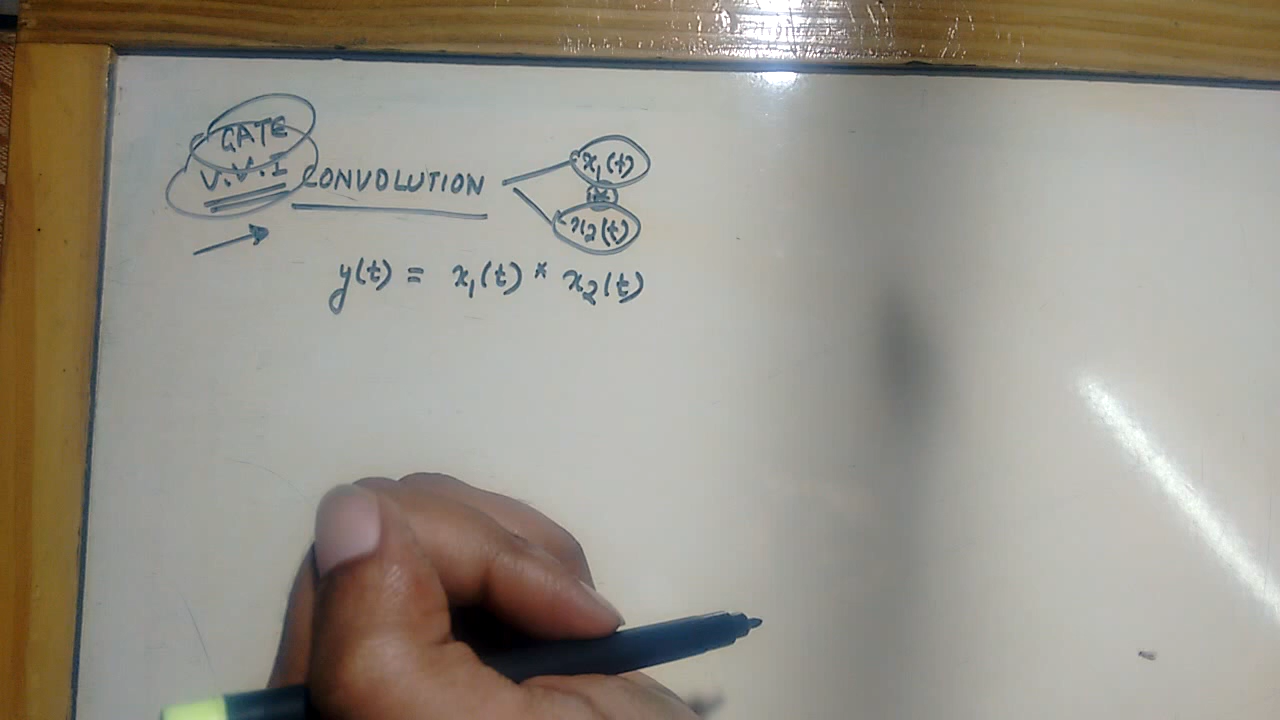 GATE
V.V.I CONVOLUTION
x₁(t)
*
x₂(t)
y(t) = x₁(t) * x₂(t)